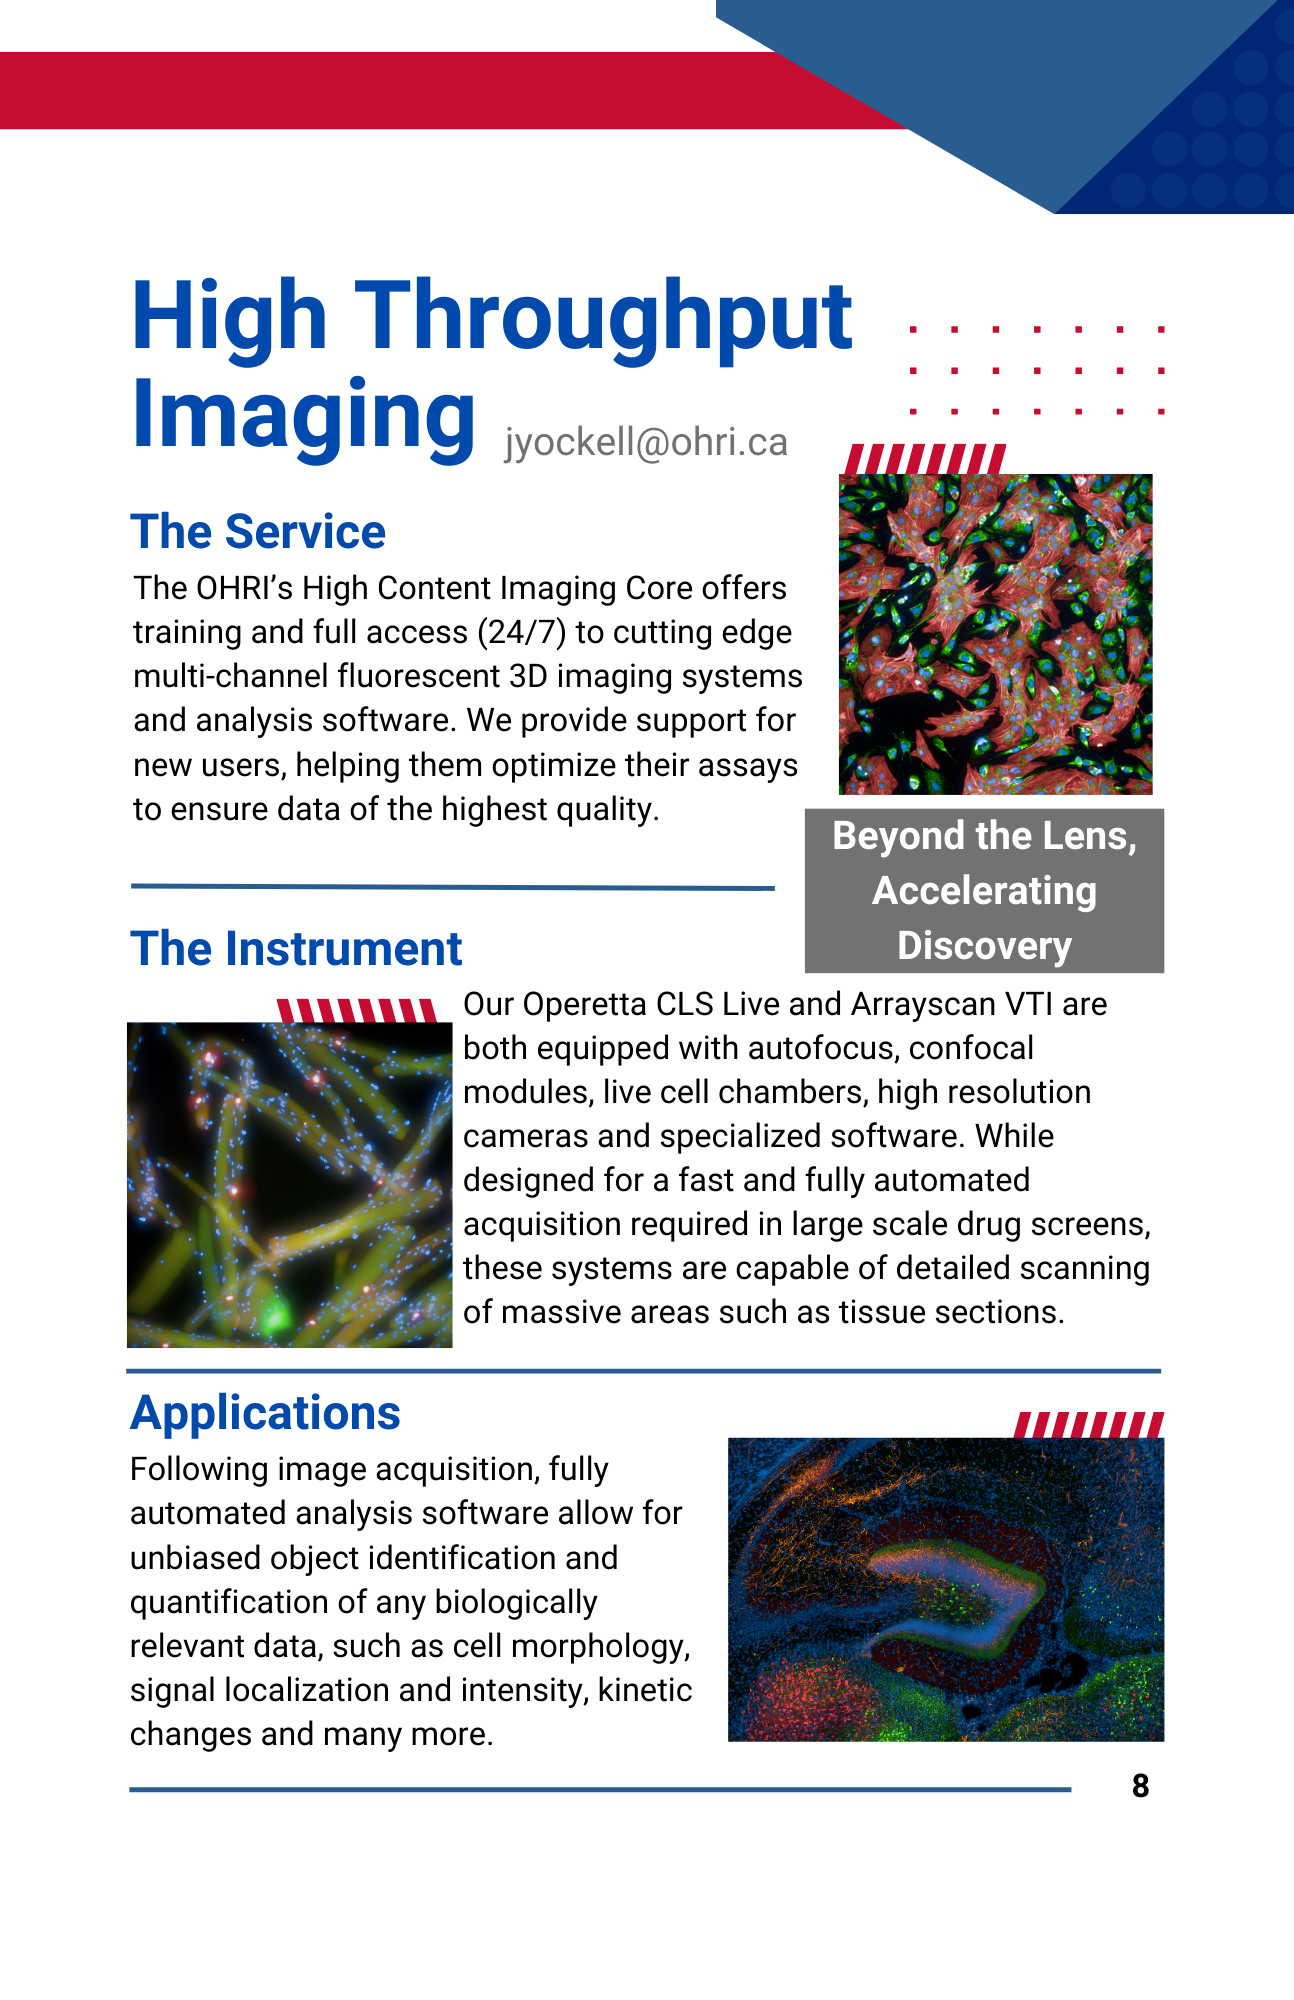 High Throughput
Imaging jyockell@ohri.ca
The Service
The OHRI’s High Content Imaging Core offers
training and full access (24/7) to cutting edge
multi-channel fluorescent 3D imaging systems
and analysis software. We provide support for
new users, helping them optimize their assays
to ensure data of the highest quality.
Beyond the Lens,
Accelerating
Discovery
The Instrument
Our Operetta CLS Live and Arrayscan VTI are
both equipped with autofocus, confocal
modules, live cell chambers, high resolution
cameras and specialized software. While
designed for a fast and fully automated
acquisition required in large scale drug screens,
these systems are capable of detailed scanning
of massive areas such as tissue sections.
Applications
Following image acquisition, fully
automated analysis software allow for
unbiased object identification and
quantification of any biologically
relevant data, such as cell morphology,
signal localization and intensity, kinetic
changes and many more.
8